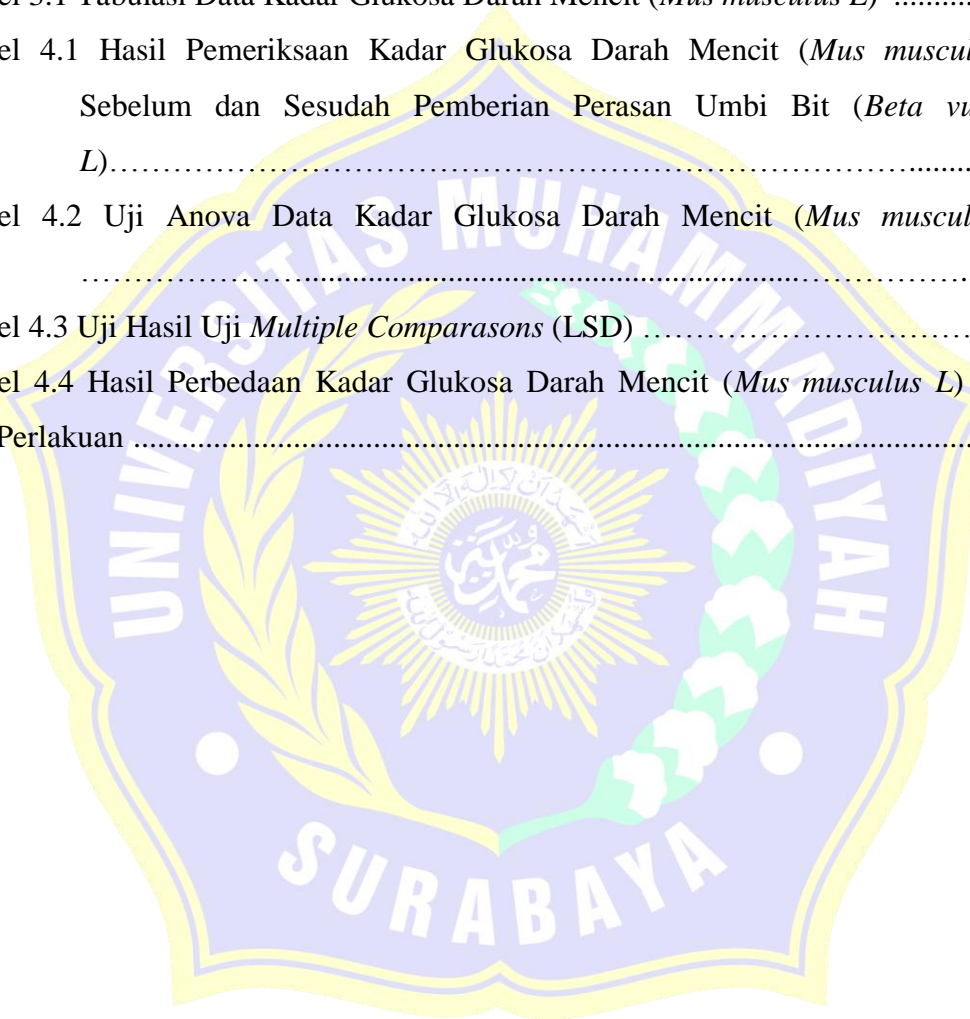 el 3.1 Tabulasi Data Kadar Glukosa Darah Mencit (Mus musculus L) ..........
el 4.1 Hasil Pemeriksaan Kadar Glukosa Darah Mencit (Mus muscul
Sebelum dan Sesudah Pemberian Perasan Umbi Bit (Beta vu
L)……………………………………………………………………........
el 4.2 Uji Anova Data Kadar Glukosa Darah Mencit (Mus muscul
…………………............................................................……………….
el 4.3 Uji Hasil Uji Multiple Comparasons (LSD) ……………………………
el 4.4 Hasil Perbedaan Kadar Glukosa Darah Mencit (Mus musculus L)
Perlakuan ..........................................................................................................
UNIVERSITAS MUHAMMADIYAH
SURABAYA